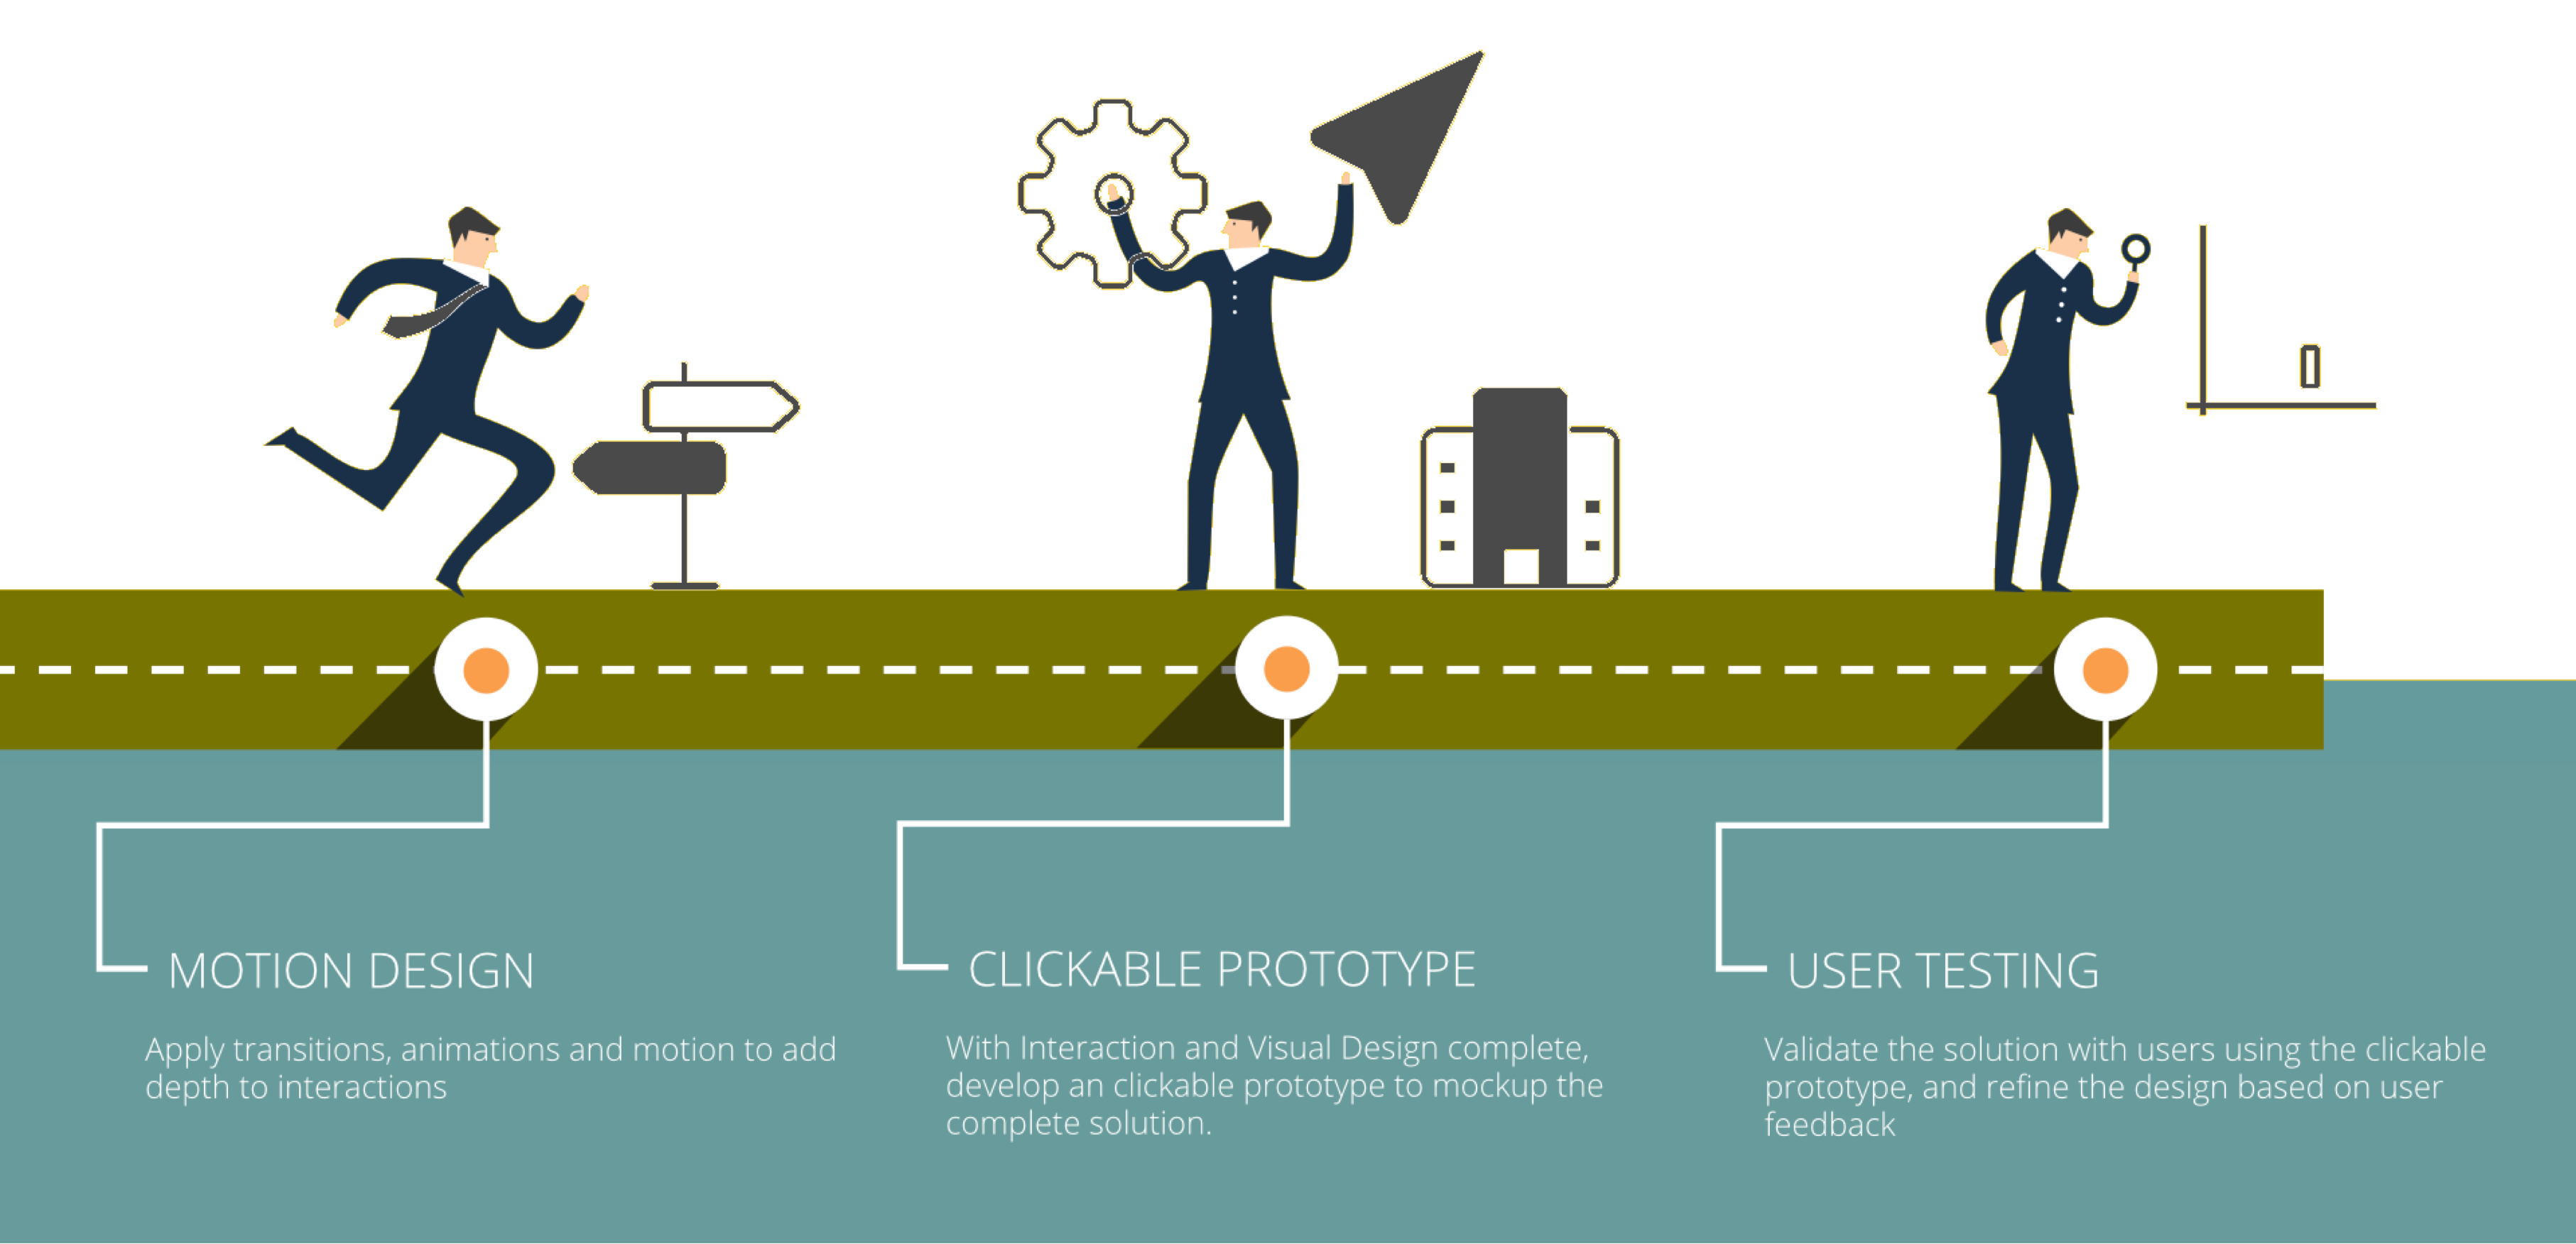 MOTION DESIGN
Apply transitions, animations and motion to add
depth to interactions
CLICKABLE PROTOTYPE
With Interaction and Visual Design complete,
develop an clickable prototype to mockup the
complete solution.
USER TESTING
Validate the solution with users using the clickable
prototype, and refine the design based on user
feedback